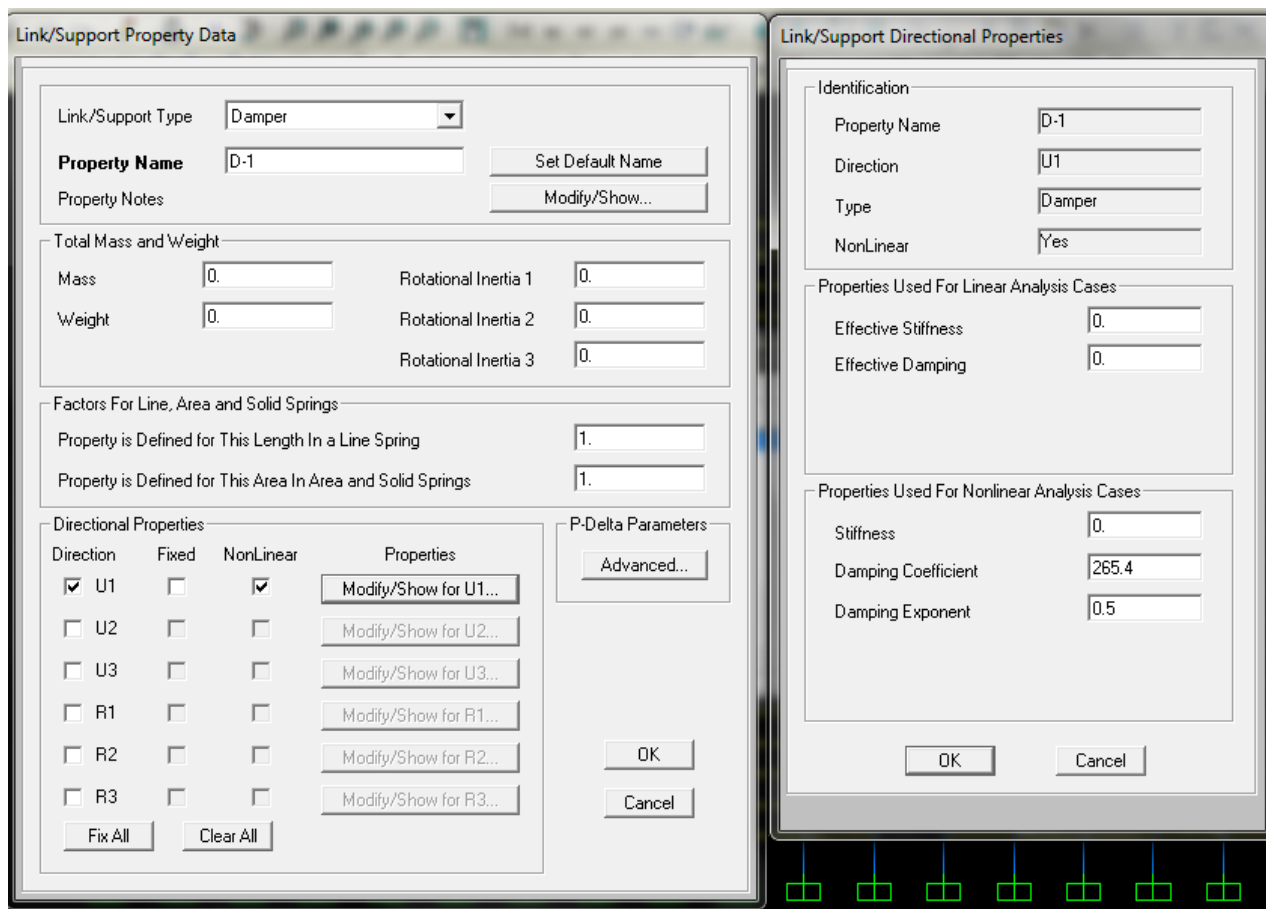 Link/Support Property Data
Link/Support Type Damper
Property Name D-1 Set Default Name
Property Notes Modify/Show...
Total Mass and Weight
Mass 0. Rotational Inertia 1 0.
Weight 0. Rotational Inertia 2 0.
Rotational Inertia 3 0.
Factors For Line, Area and Solid Springs
Property is Defined for This Length In a Line Spring 1.
Property is Defined for This Area In Area and Solid Springs 1.
Directional Properties
Direction Fixed NonLinear Properties
U1 Modify/Show for U1...
U2 Modify/Show for U2...
U3 Modify/Show for U3...
R1 Modify/Show for R1...
R2 Modify/Show for R2...
R3 Modify/Show for R3...
Fix All Clear All
P-Delta Parameters
Advanced...
OK
Cancel
Link/Support Directional Properties
Identification
Property Name D-1
Direction U1
Type Damper
NonLinear Yes
Properties Used For Linear Analysis Cases
Effective Stiffness 0.
Effective Damping 0.
Properties Used For Nonlinear Analysis Cases
Stiffness 0.
Damping Coefficient 265.4
Damping Exponent 0.5
OK Cancel